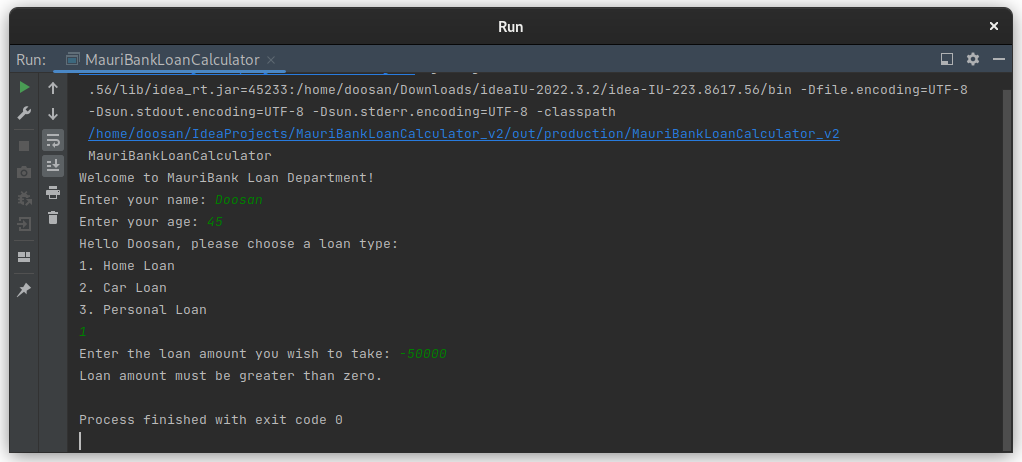 Run
Run: MauriBankLoanCalculator
.56/lib/idea_rt.jar=45233:/home/doosan/Downloads/ideaIU-2022.3.2/idea-IU-223.8617.56/bin -Dfile.encoding=UTF-8
-Dsun.stdout.encoding=UTF-8 -Dsun.stderr.encoding=UTF-8 -classpath
/home/doosan/IdeaProjects/MauriBankLoanCalculator_v2/out/production/MauriBankLoanCalculator_v2
MauriBankLoanCalculator
Welcome to MauriBank Loan Department!
Enter your name: Doosan
Enter your age: 45
Hello Doosan, please choose a loan type:
1. Home Loan
2. Car Loan
3. Personal Loan
1
Enter the loan amount you wish to take: -50000
Loan amount must be greater than zero.
Process finished with exit code 0